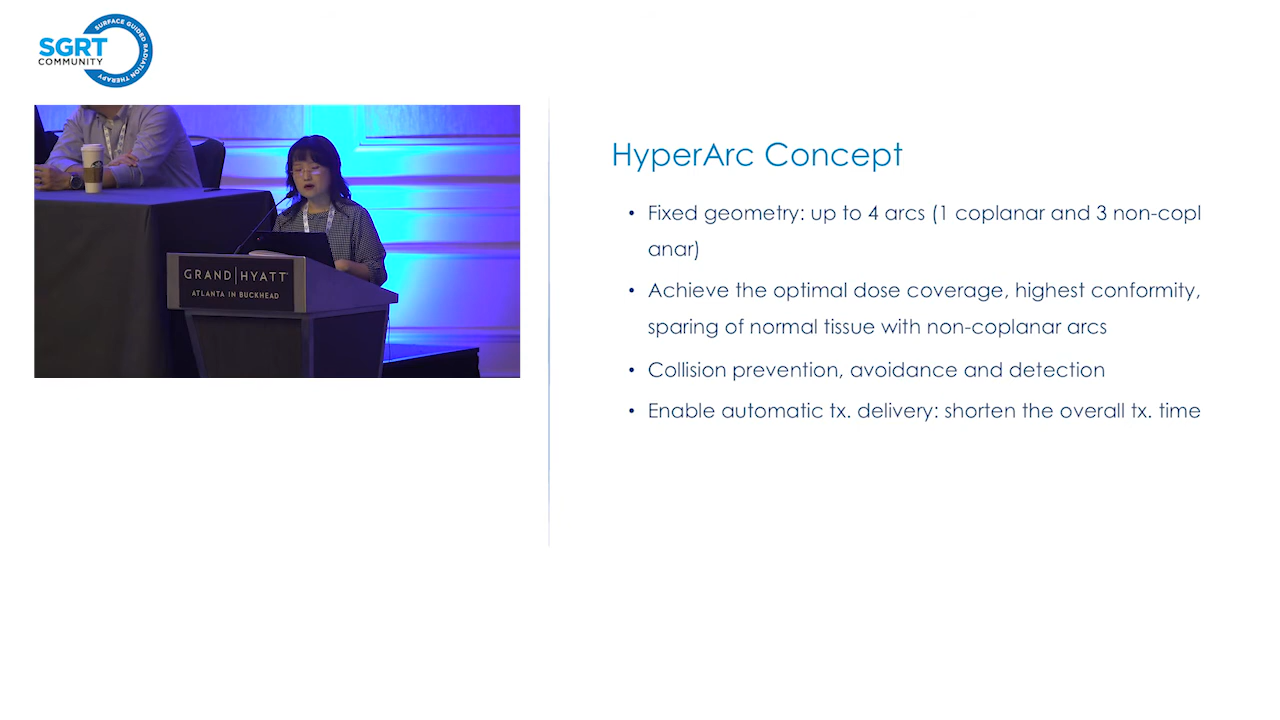 SURFACE GUIDED RADIATION THERAPY
SGRT
COMMUNITY
GRAND HYATT
ATLANTA IN BUCKHEAD
HyperArc Concept
• Fixed geometry: up to 4 arcs (1 coplanar and 3 non-copl
anar)
• Achieve the optimal dose coverage, highest conformity,
sparing of normal tissue with non-coplanar arcs
• Collision prevention, avoidance and detection
• Enable automatic tx. delivery: shorten the overall tx. time